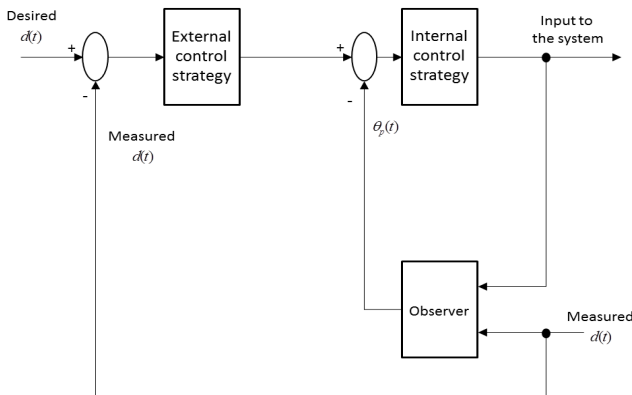 Desired
d(t)
+
-
External
control
strategy
+
-
Internal
control
strategy
Input to
the system
Measured
d(t)
θₚ(t)
Observer
Measured
d(t)